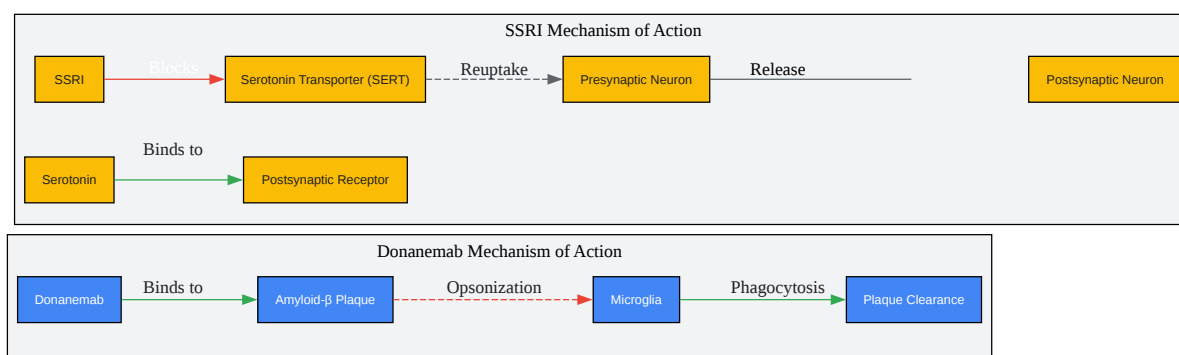 SSRI Mechanism of Action
SSRI
Blocks
Serotonin Transporter (SERT)
Reuptake
Presynaptic Neuron
Release
Postsynaptic Neuron
Serotonin
Binds to
Postsynaptic Receptor
Donanemab Mechanism of Action
Donanemab
Binds to
Amyloid-β Plaque
Opsonization
Microglia
Phagocytosis
Plaque Clearance